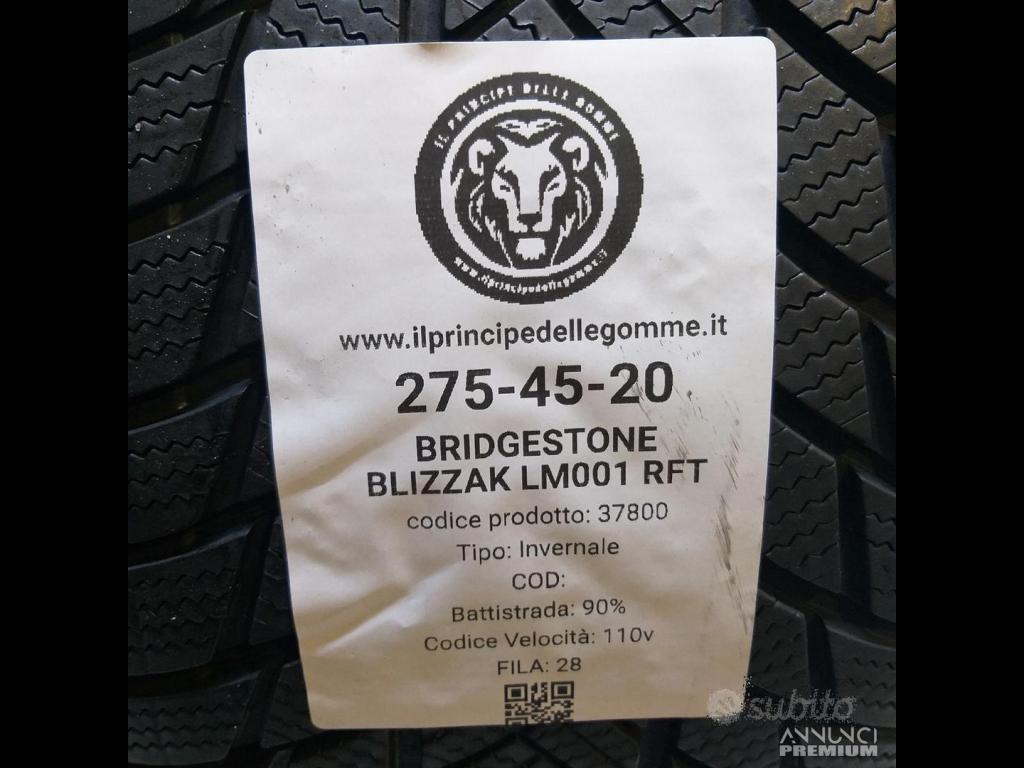 IL PRINCIPE DELLE GOMME
www.ilprincipedellegomme.it
www.ilprincipedellegomme.it
275-45-20
BRIDGESTONE
BLIZZAK LM001 RFT
codice prodotto: 37800
Tipo: Invernale
COD:
Battistrada: 90%
Codice Velocità: 110v
FILA: 28
subito
ANNUNCI
PREMIUM